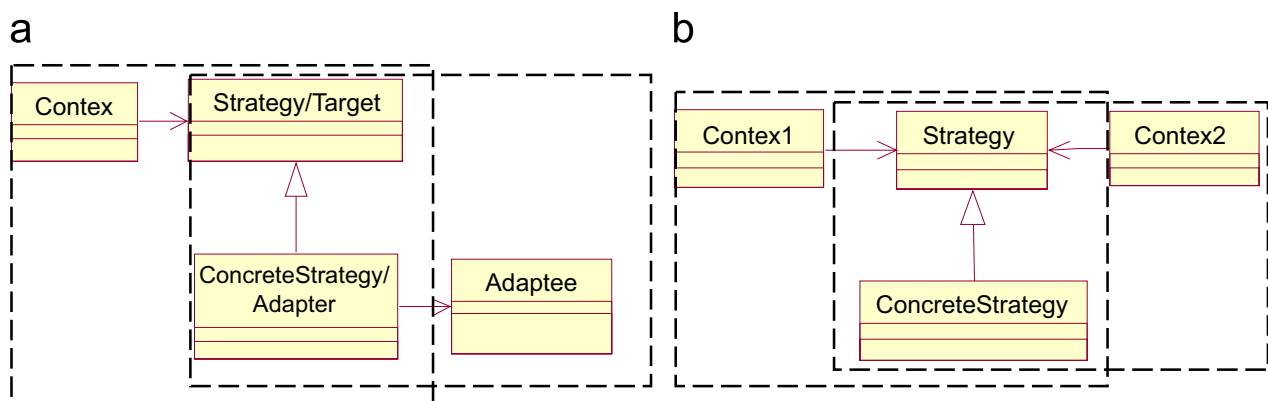 a
b
Contex
Strategy/Target
ConcreteStrategy/
Adapter
Adaptee
Contex1
Strategy
Contex2
ConcreteStrategy